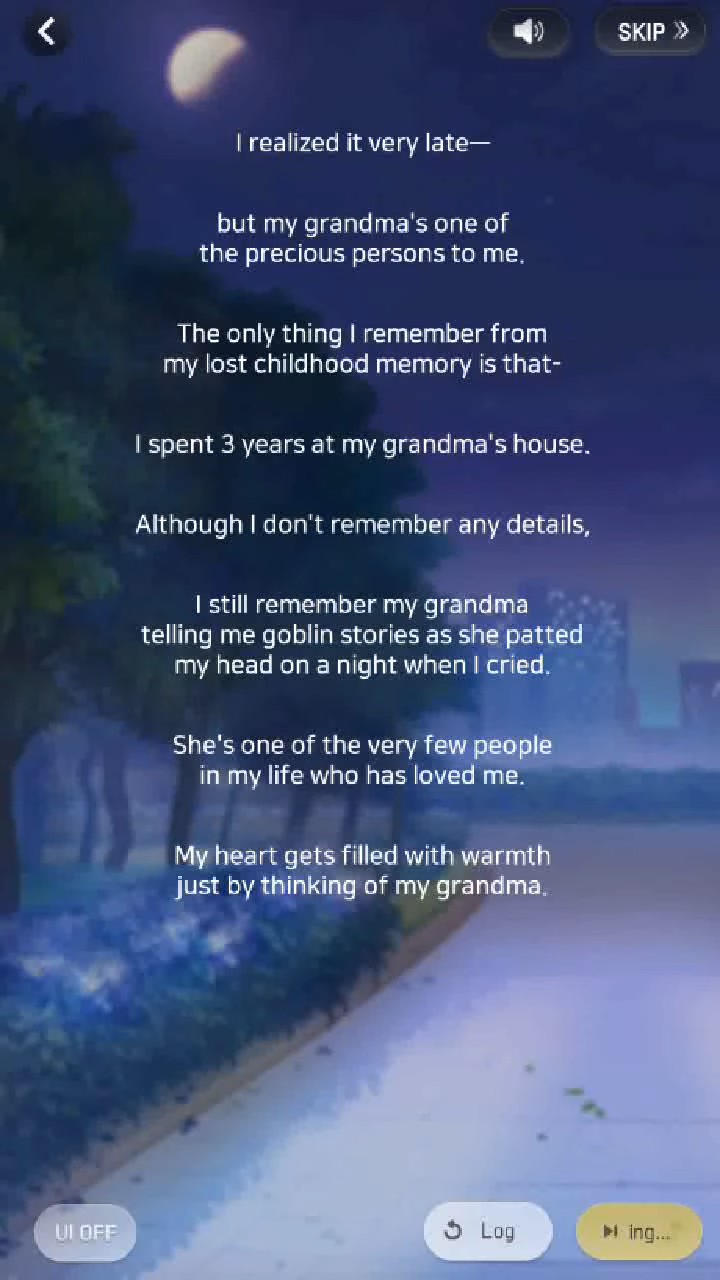 SKIP
I realized it very late—
but my grandma's one of
the precious persons to me.
The only thing I remember from
my lost childhood memory is that-
I spent 3 years at my grandma's house.
Although I don't remember any details,
I still remember my grandma
telling me goblin stories as she patted
my head on a night when I cried.
She's one of the very few people
in my life who has loved me.
My heart gets filled with warmth
just by thinking of my grandma.
UI OFF
Log
ing...